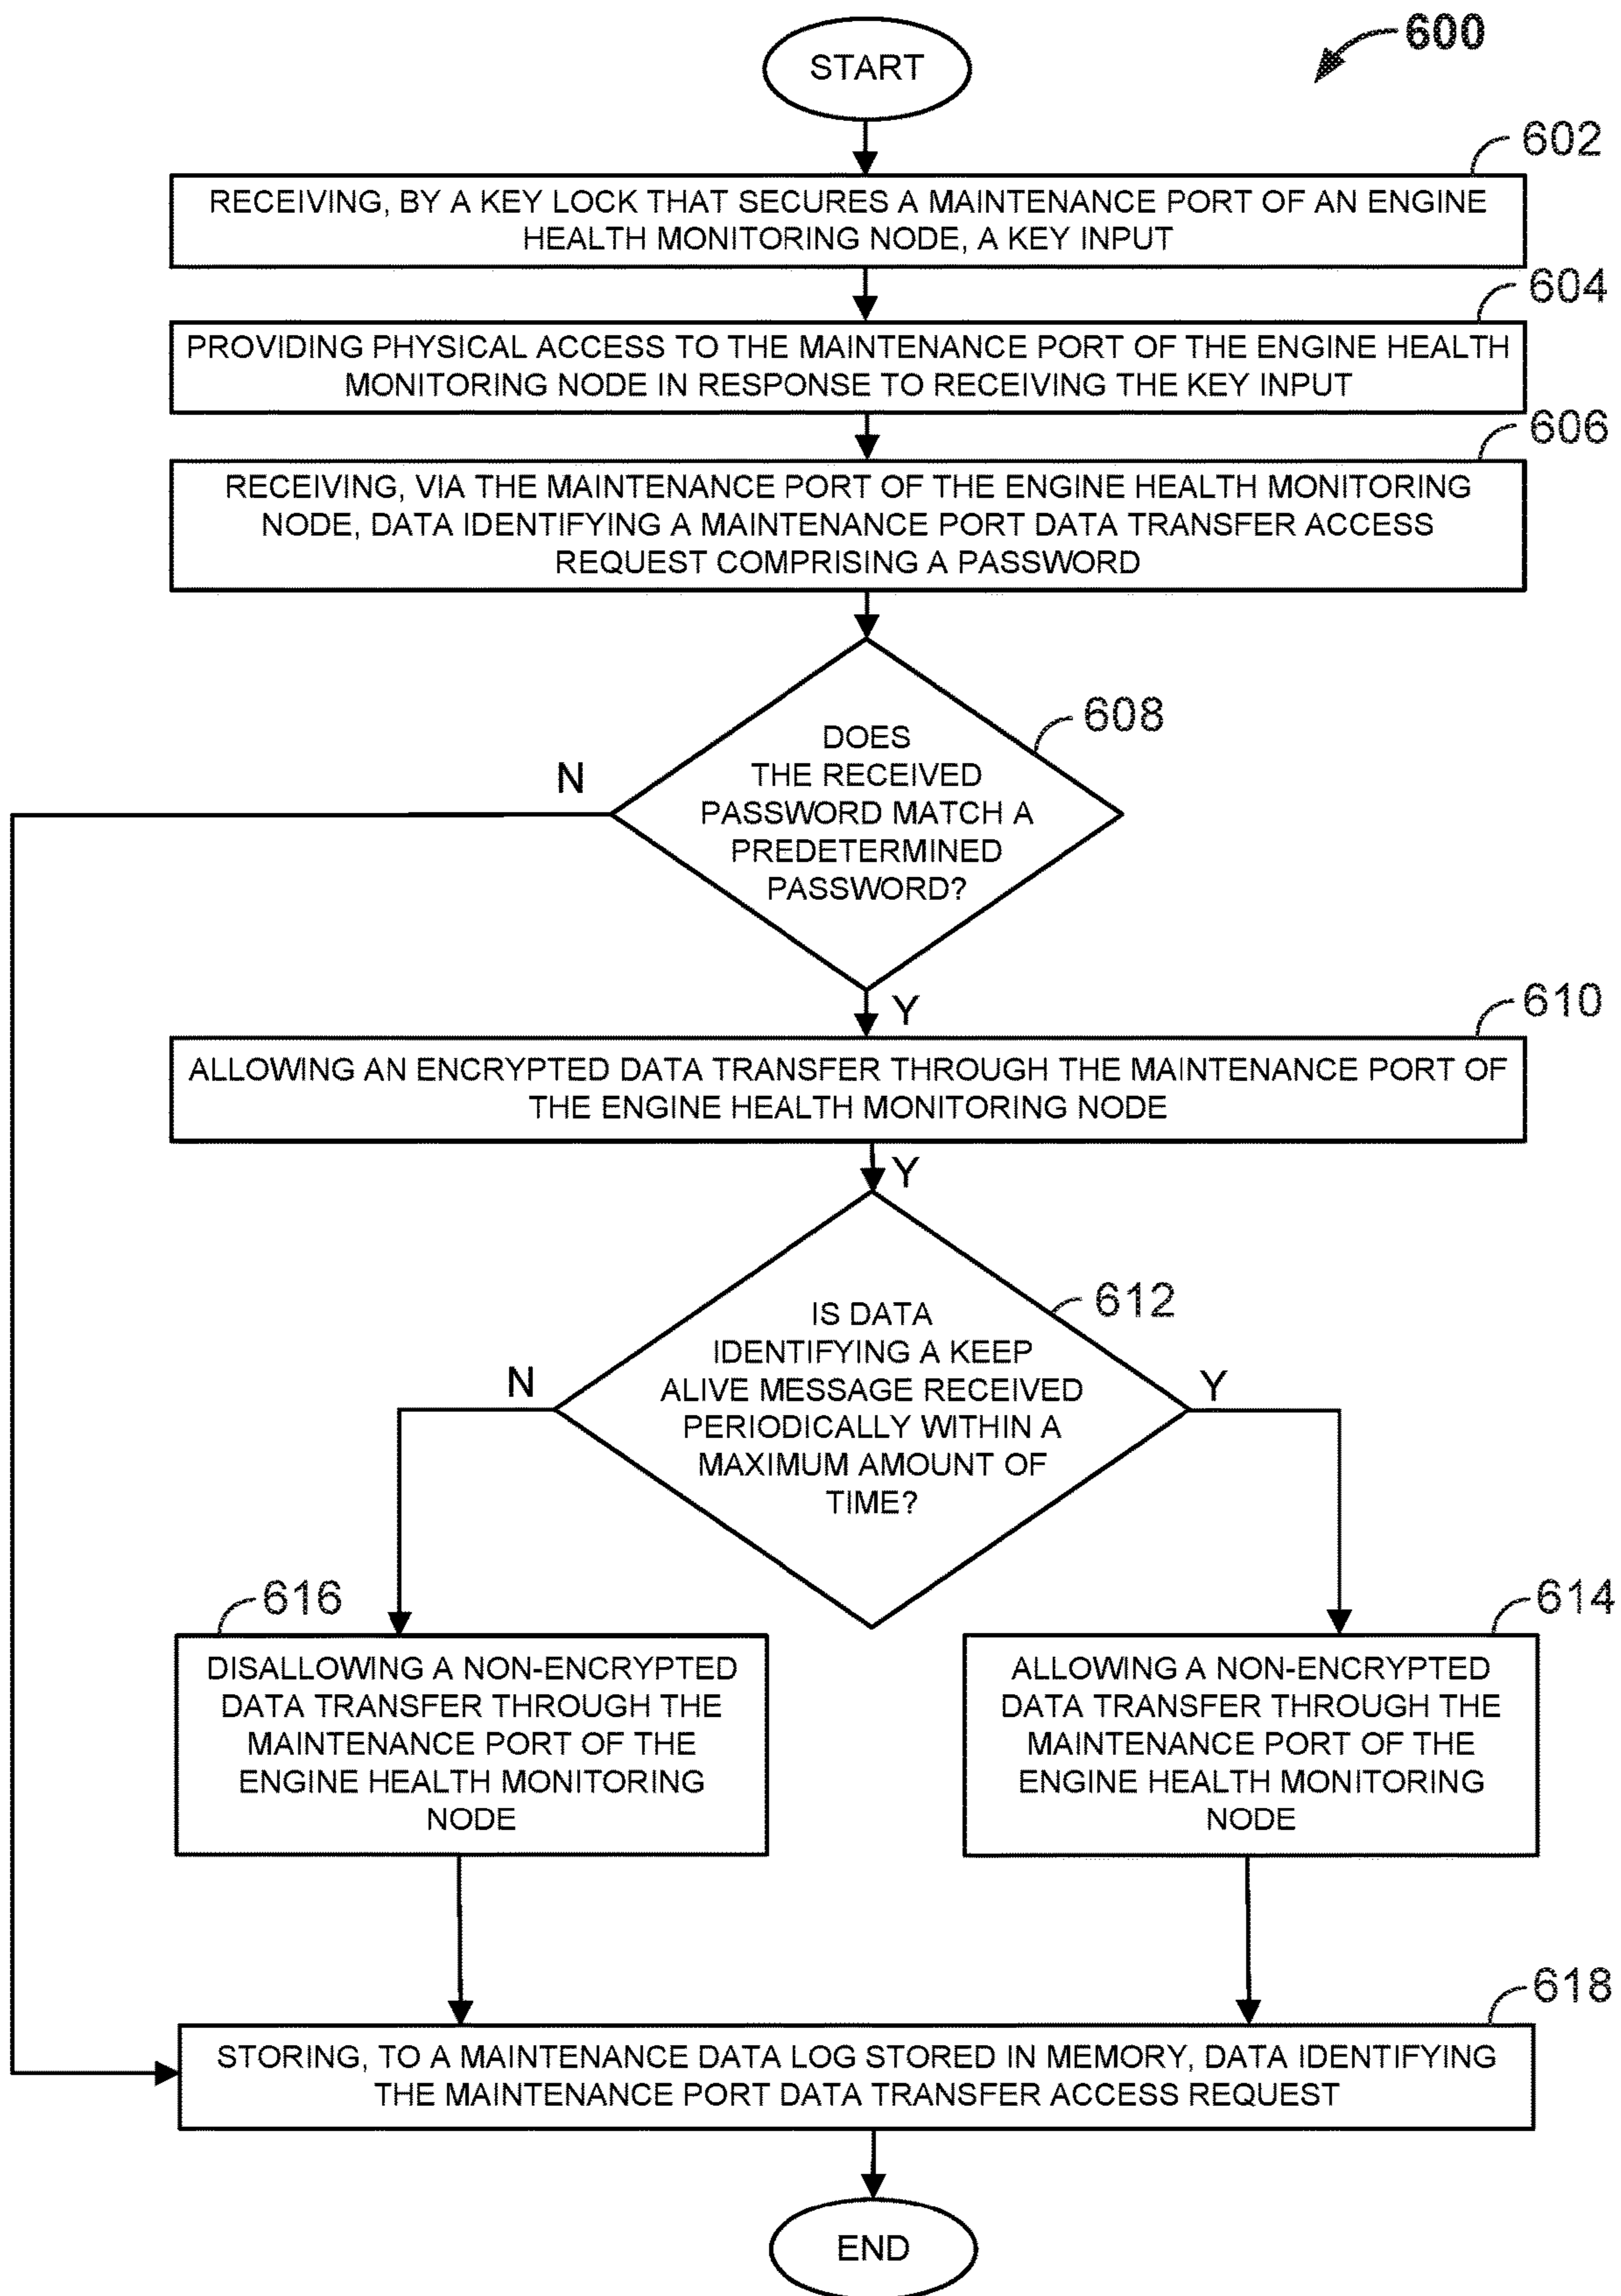 START
600
602
RECEIVING, BY A KEY LOCK THAT SECURES A MAINTENANCE PORT OF AN ENGINE
HEALTH MONITORING NODE, A KEY INPUT
604
PROVIDING PHYSICAL ACCESS TO THE MAINTENANCE PORT OF THE ENGINE HEALTH
MONITORING NODE IN RESPONSE TO RECEIVING THE KEY INPUT
606
RECEIVING, VIA THE MAINTENANCE PORT OF THE ENGINE HEALTH MONITORING
NODE, DATA IDENTIFYING A MAINTENANCE PORT DATA TRANSFER ACCESS
REQUEST COMPRISING A PASSWORD
608
DOES
THE RECEIVED
PASSWORD MATCH A
PREDETERMINED
PASSWORD?
N
Y
610
ALLOWING AN ENCRYPTED DATA TRANSFER THROUGH THE MAINTENANCE PORT OF
THE ENGINE HEALTH MONITORING NODE
Y
612
IS DATA
IDENTIFYING A KEEP
ALIVE MESSAGE RECEIVED
PERIODICALLY WITHIN A
MAXIMUM AMOUNT OF
TIME?
N
Y
616
DISALLOWING A NON-ENCRYPTED
DATA TRANSFER THROUGH THE
MAINTENANCE PORT OF THE
ENGINE HEALTH MONITORING
NODE
614
ALLOWING A NON-ENCRYPTED
DATA TRANSFER THROUGH THE
MAINTENANCE PORT OF THE
ENGINE HEALTH MONITORING
NODE
618
STORING, TO A MAINTENANCE DATA LOG STORED IN MEMORY, DATA IDENTIFYING
THE MAINTENANCE PORT DATA TRANSFER ACCESS REQUEST
END